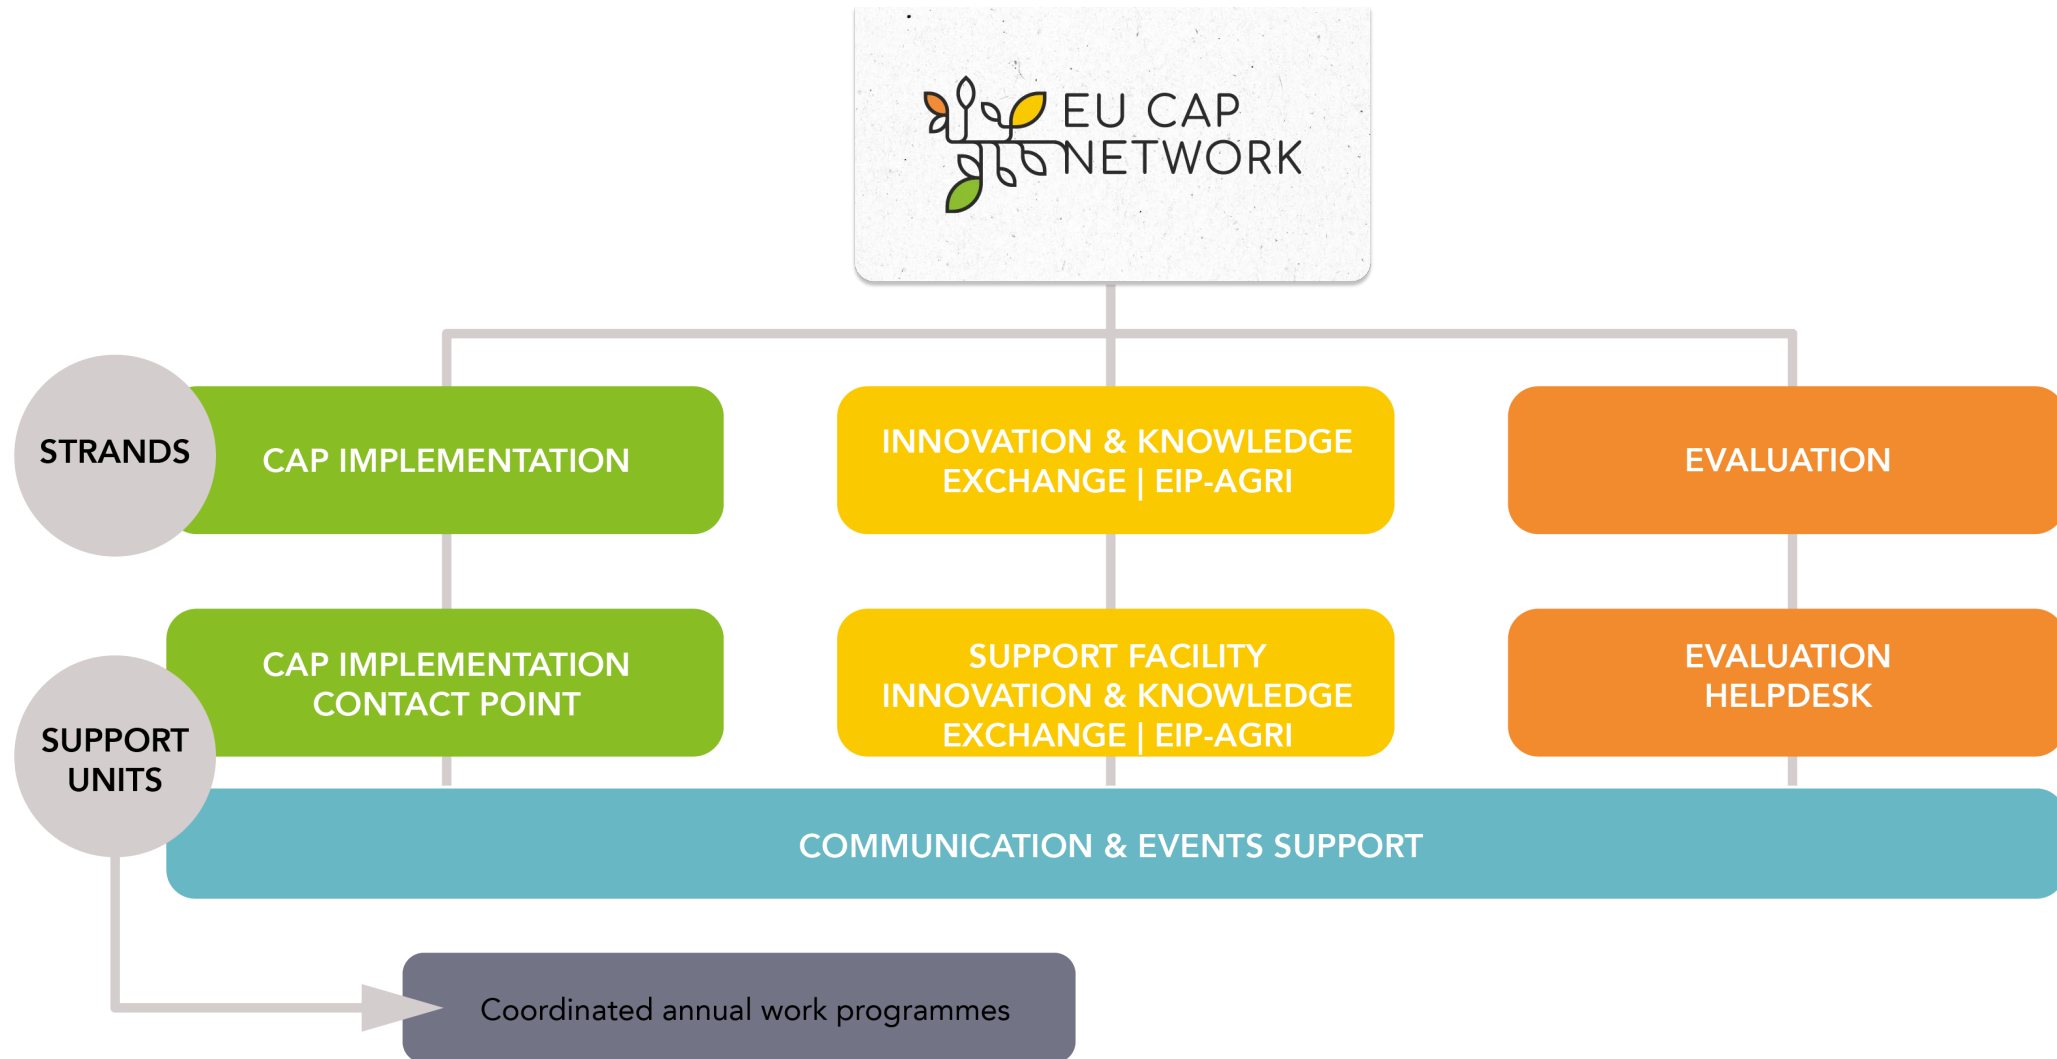 EU CAP
NETWORK
STRANDS
CAP IMPLEMENTATION
INNOVATION & KNOWLEDGE
EXCHANGE | EIP-AGRI
EVALUATION
SUPPORT
UNITS
CAP IMPLEMENTATION
CONTACT POINT
SUPPORT FACILITY
INNOVATION & KNOWLEDGE
EXCHANGE | EIP-AGRI
EVALUATION
HELPDESK
COMMUNICATION & EVENTS SUPPORT
Coordinated annual work programmes